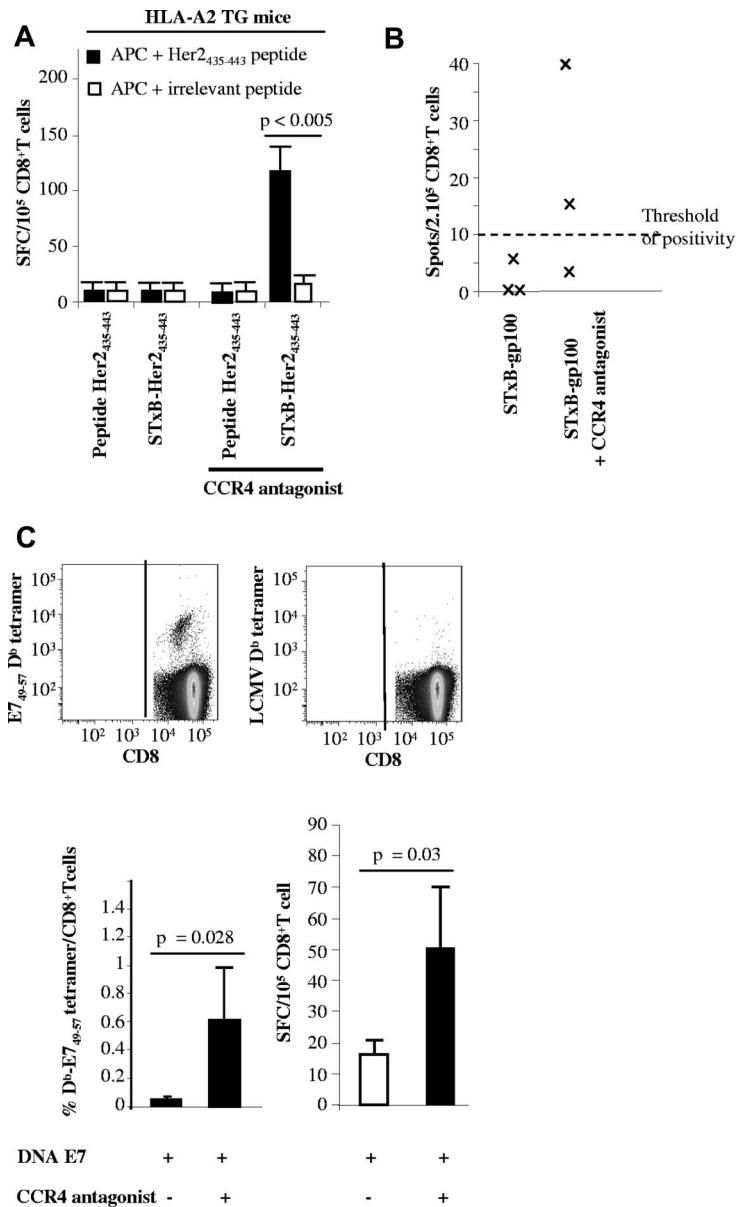 A
HLA-A2 TG mice
APC + Her2435-443 peptide
APC + irrelevant peptide
p < 0.005
SFC/10⁵ CD8⁺T cells
200
150
100
50
0
Peptide Her2435-443
STxB-Her2435-443
Peptide Her2435-443
STxB-Her2435-443
CCR4 antagonist
B
Spots/2.10⁵ CD8⁺T cells
40
30
20
10
0
Threshold
of positivity
STxB-gp100
STxB-gp100
+ CCR4 antagonist
C
E749-57 Dᵇ tetramer
10⁵
10⁴
10³
10²
10² 10³ 10⁴ 10⁵
CD8
LCMV Dᵇ tetramer
10⁵
10⁴
10³
10²
10² 10³ 10⁴ 10⁵
CD8
% Dᵇ-E749-57 tetramer/CD8⁺Tcells
1.4
1.2
1
0.8
0.6
0.4
0.2
0
p = 0.028
SFC/10⁵ CD8⁺T cell
90
80
70
60
50
40
30
20
10
0
p = 0.03
DNA E7 + + + +
CCR4 antagonist - + - +